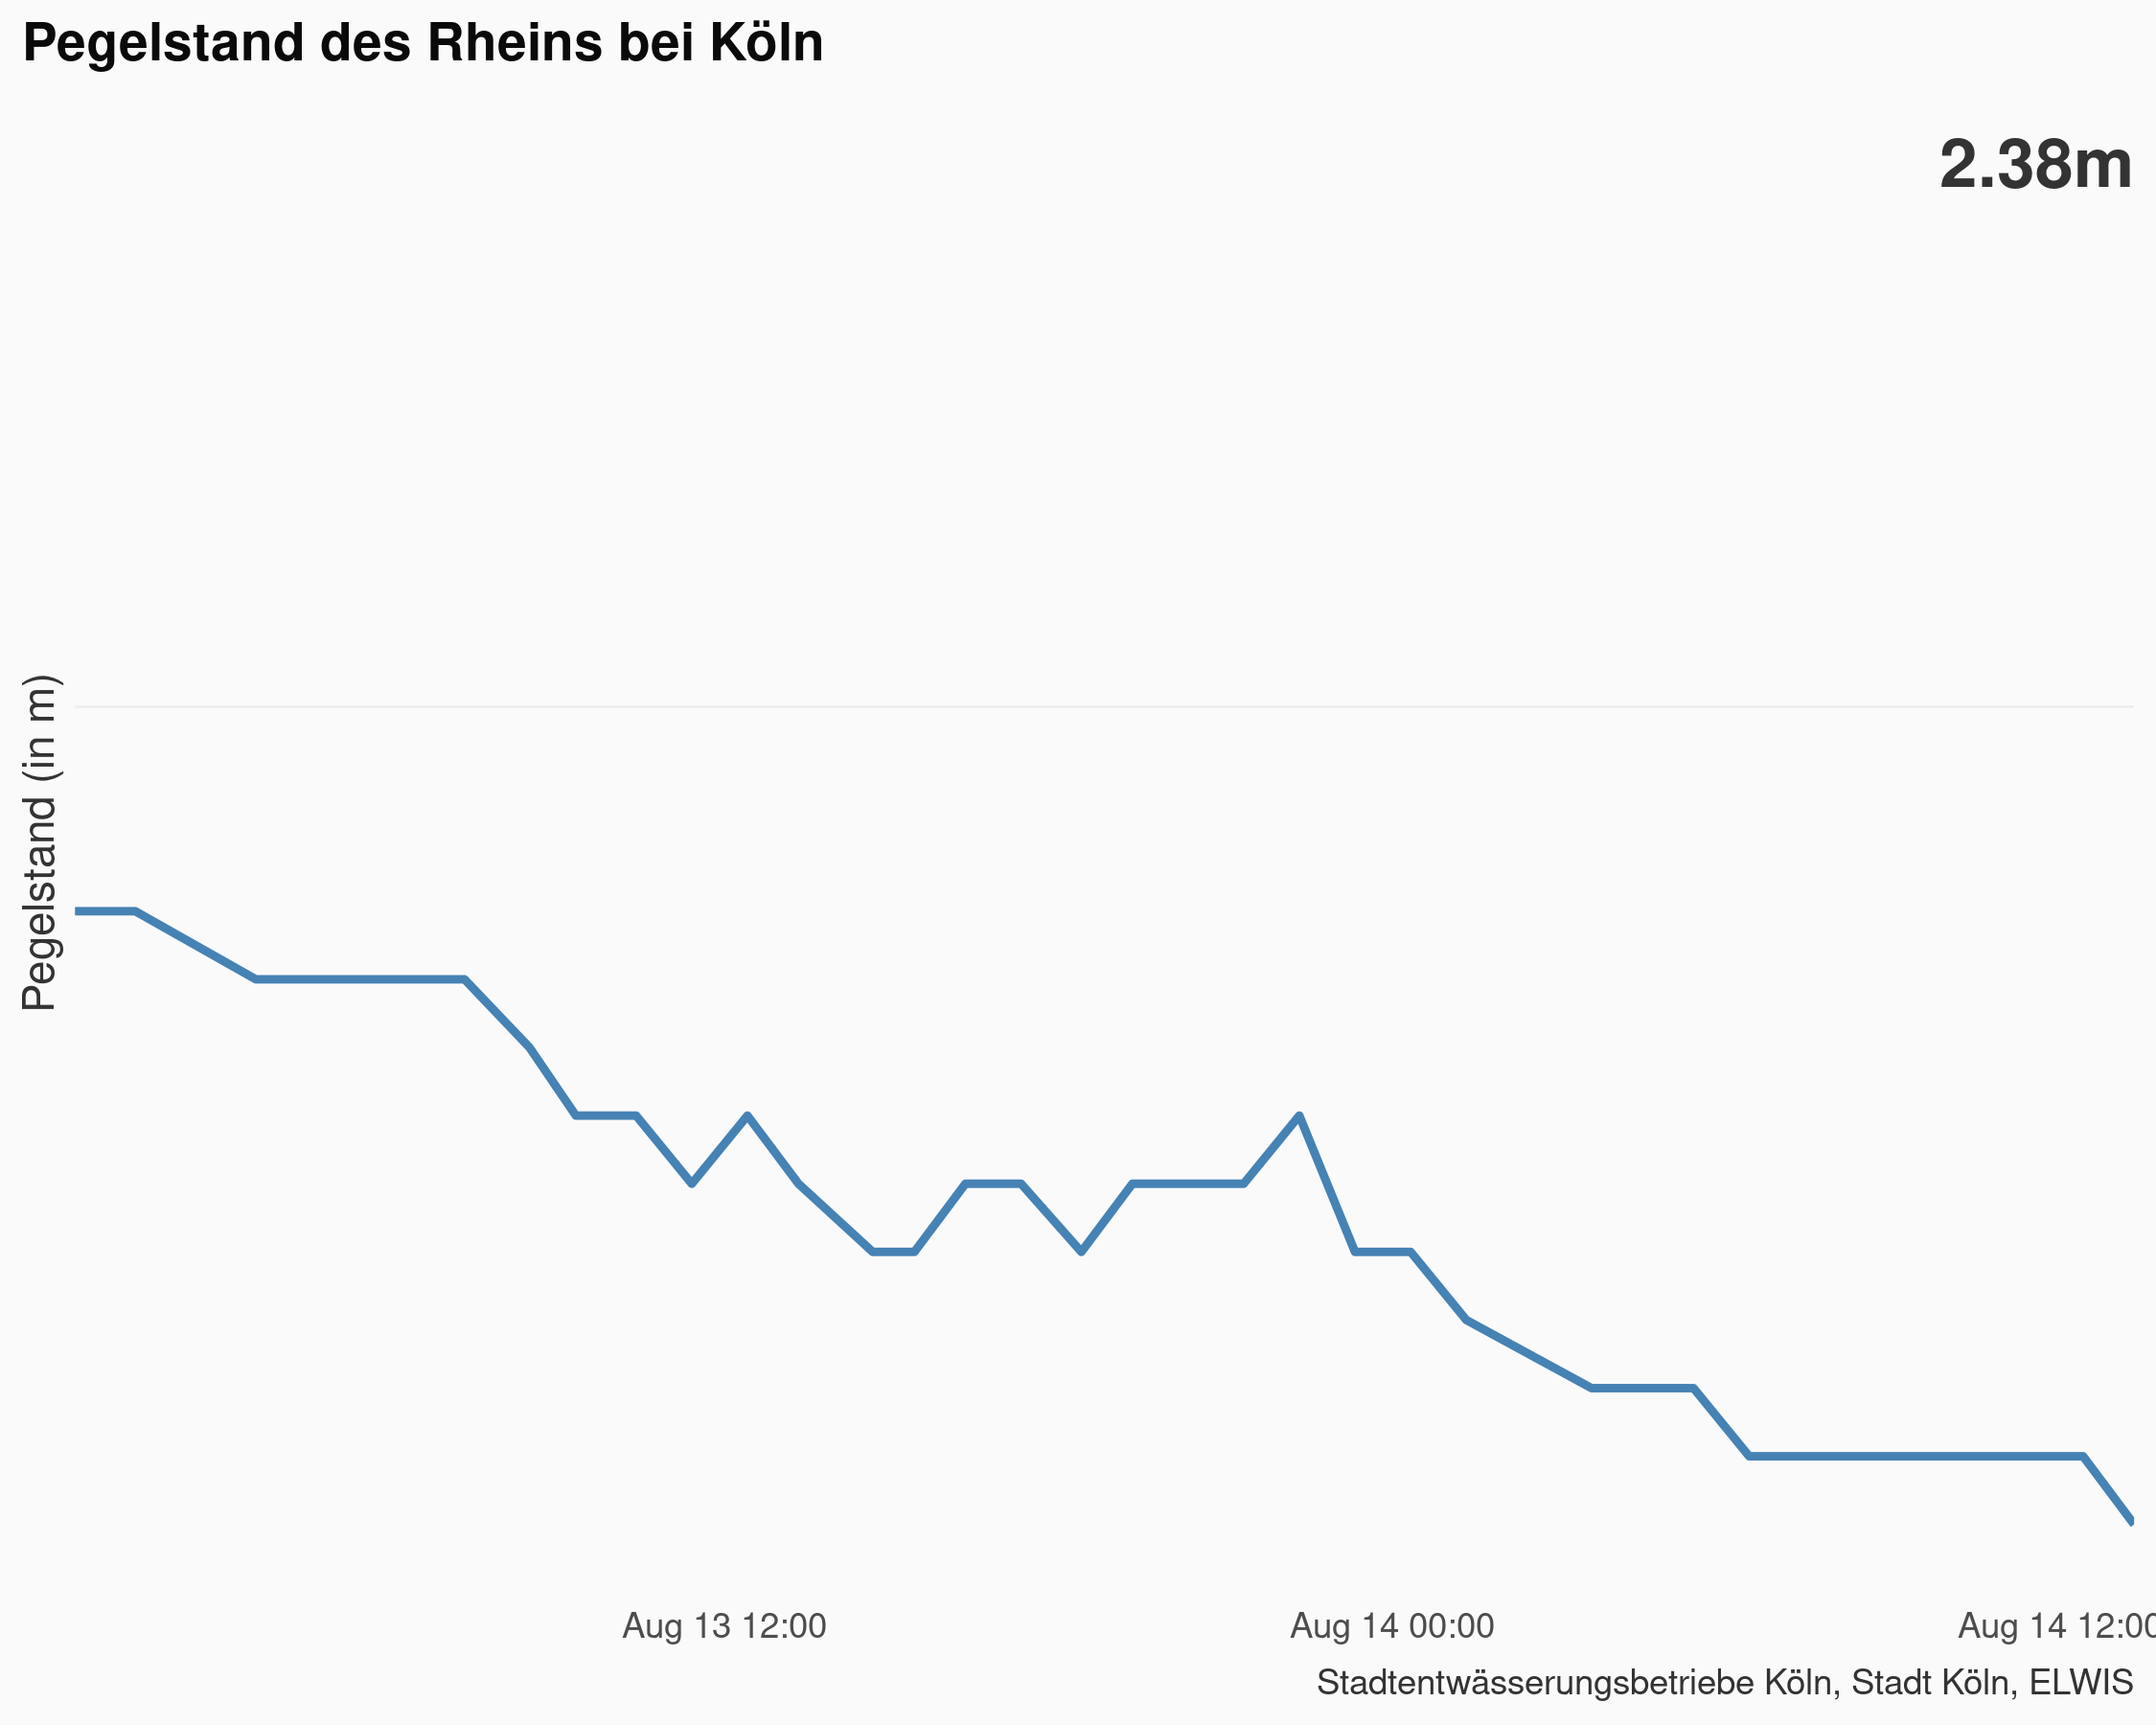 Pegelstand des Rheins bei Köln
2.38m
Pegelstand (in m)
Aug 13 12:00
Aug 14 00:00
Aug 14 12:00
Stadtentwässerungsbetriebe Köln, Stadt Köln, ELWIS